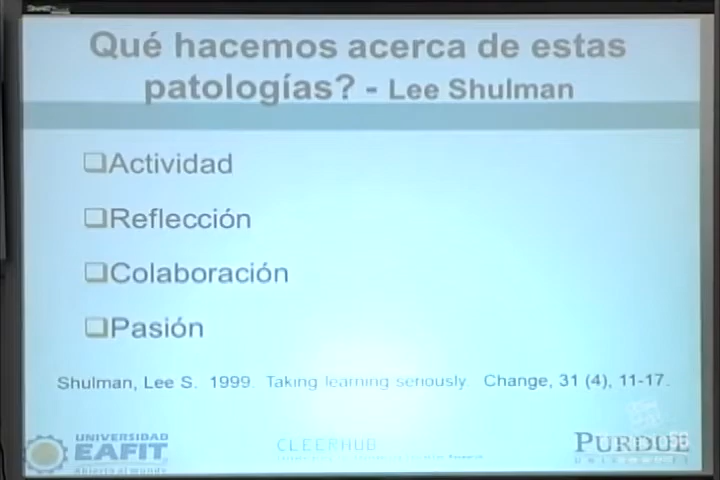 Qué hacemos acerca de estas
patologías? - Lee Shulman
❑Actividad
❑Reflección
❑Colaboración
❑Pasión
Shulman, Lee S. 1999. Taking learning seriously. Change, 31 (4), 11-17.
UNIVERSIDAD
EAFIT
Abierta al mundo
CLEERHUB
PURDUE
UNIVERSITY